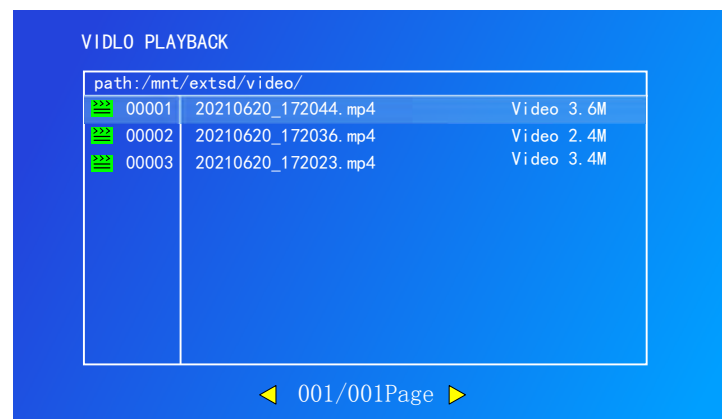 VIDLO PLAYBACK
path:/mnt/extsd/video/
00001 20210620_172044.mp4 Video 3.6M
00002 20210620_172036.mp4 Video 2.4M
00003 20210620_172023.mp4 Video 3.4M
001/001Page